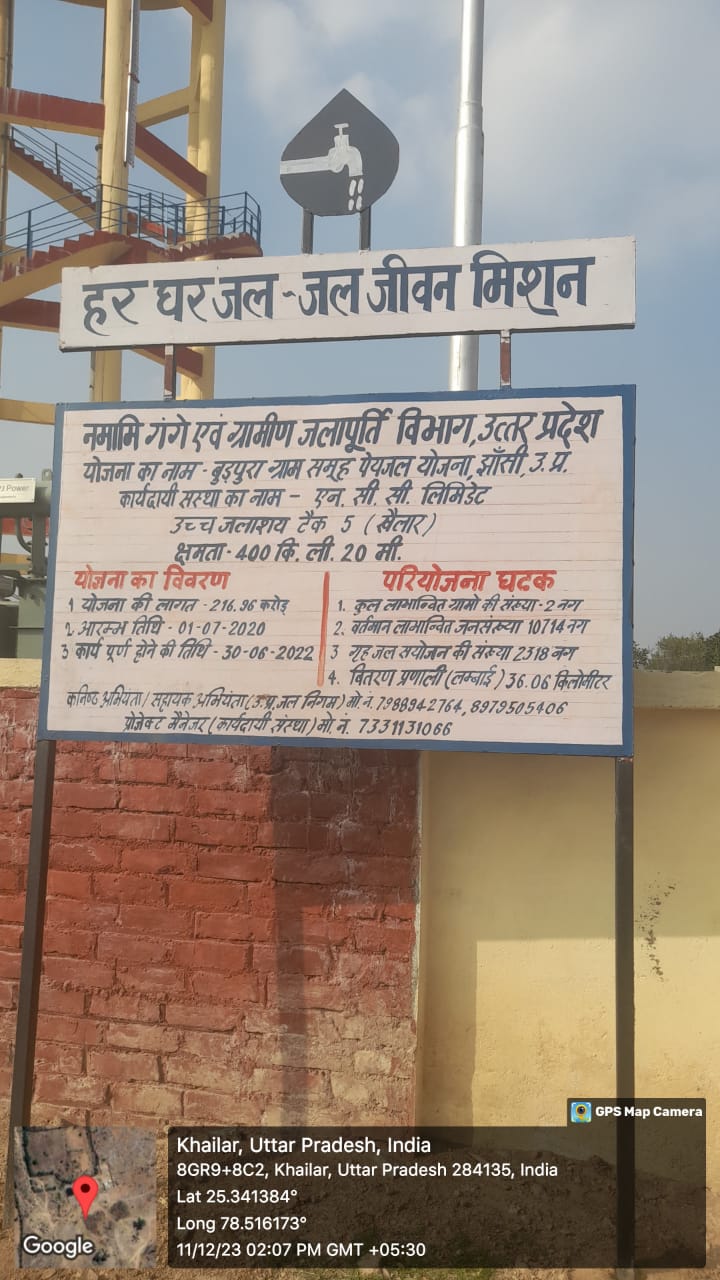 हर घर जल - जल जीवन मिशन
नमामि गंगे एवं ग्रामीण जलापूर्ति विभाग, उत्तर प्रदेश
योजना का नाम - बुड़पुरा ग्राम समूह पेयजल योजना, झाँसी, उ.प्र.
कार्यदायी संस्था का नाम - एन. सी. सी. लिमिटेट
उच्च जलाशय टैंक 5 (खैलार)
क्षमता - 400 कि. ली. 20 मी.
योजना का विवरण
1 योजना की लागत - 216.96 करोड़
2. आरम्भ तिथि - 01-07-2020
3 कार्य पूर्ण होने की तिथि - 30-06-2022
परियोजना घटक
1. कुल लाभान्वित ग्रामो की संख्या - 2 नग
2. वर्तमान लाभान्वित जनसंख्या 10714 नग
3 गृह जल सयोजन की संख्या 2318 नग
4. वितरण प्रणाली (लम्बाई) 36.06 किलोमीटर
कनिष्ठ अभियंता / सहायक अभियंता (उ.प्र. जल निगम) मो. नं. 7988942764, 8979505406
प्रोजेक्ट मैनेजर (कार्यदायी संस्था) मो. नं. 7331131066
Power
GPS Map Camera
Khailar, Uttar Pradesh, India
8GR9+8C2, Khailar, Uttar Pradesh 284135, India
Lat 25.341384°
Long 78.516173°
11/12/23 02:07 PM GMT +05:30
Google